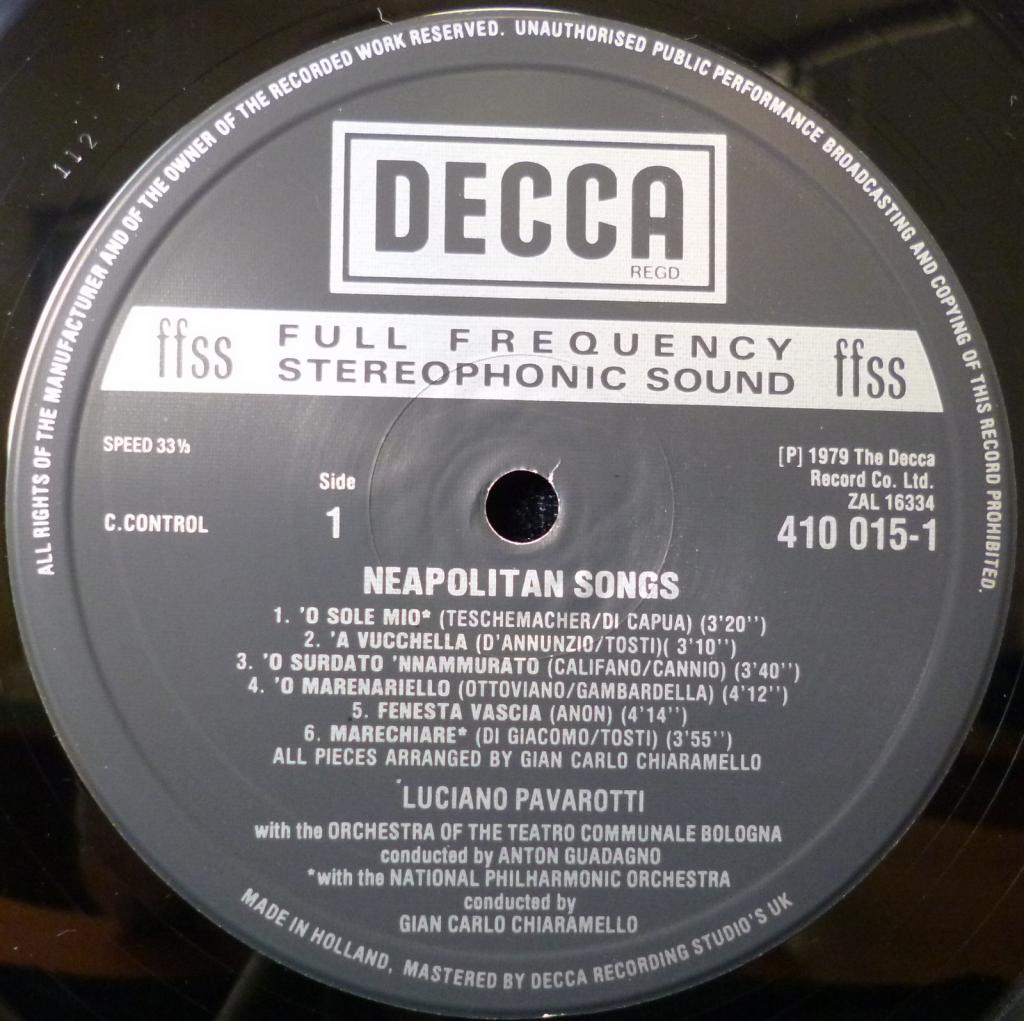 ALL RIGHTS OF THE MANUFACTURER AND OF THE OWNER OF THE RECORDED WORK RESERVED. UNAUTHORISED PUBLIC PERFORMANCE BROADCASTING AND COPYING OF THIS RECORD PROHIBITED.
112
DECCA
REGD.
ffss FULL FREQUENCY STEREOPHONIC SOUND ffss
SPEED 33⅓
[P] 1979 The Decca
Record Co. Ltd.
ZAL 16334
410 015-1
Side
1
C.CONTROL
NEAPOLITAN SONGS
1. 'O SOLE MIO* (TESCHEMACHER/DI CAPUA) (3'20'')
2. 'A VUCCHELLA (D'ANNUNZIO/TOSTI)( 3'10'')
3. 'O SURDATO 'NNAMMURATO (CALIFANO/CANNIO) (3'40'')
4. 'O MARENARIELLO (OTTOVIANO/GAMBARDELLA) (4'12'')
5. FENESTA VASCIA (ANON) (4'14'')
6. MARECHIARE* (DI GIACOMO/TOSTI) (3'55'')
ALL PIECES ARRANGED BY GIAN CARLO CHIARAMELLO
LUCIANO PAVAROTTI
with the ORCHESTRA OF THE TEATRO COMMUNALE BOLOGNA
conducted by ANTON GUADAGNO
*with the NATIONAL PHILHARMONIC ORCHESTRA
conducted by
GIAN CARLO CHIARAMELLO
MADE IN HOLLAND, MASTERED BY DECCA RECORDING STUDIO'S UK